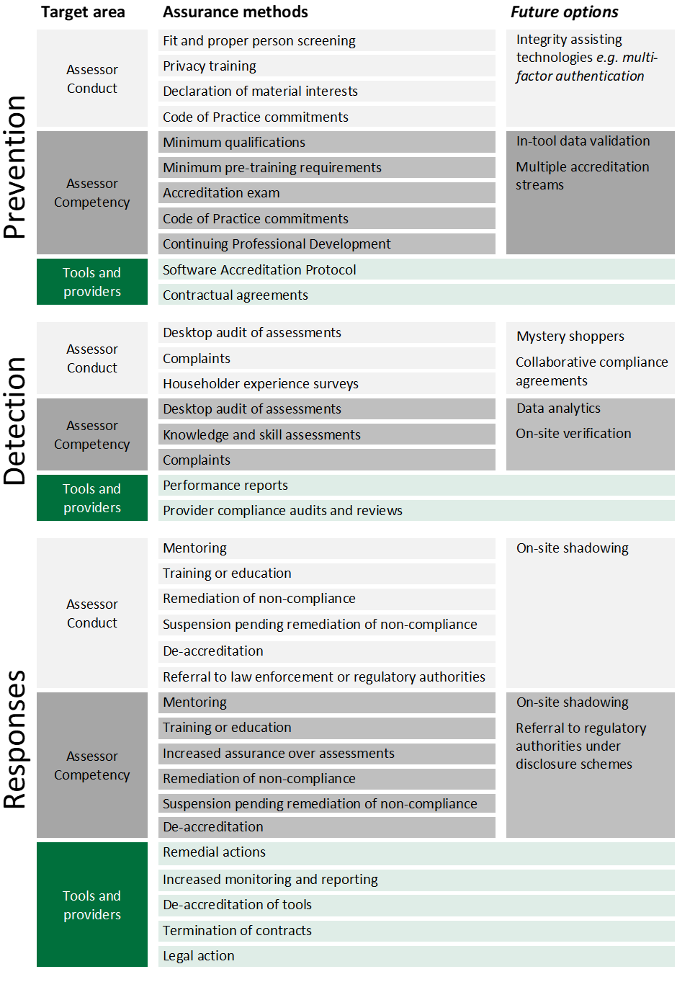 Target area
Assurance methods
Future options
Prevention
Assessor
Conduct
Fit and proper person screening
Privacy training
Declaration of material interests
Code of Practice commitments
Integrity assisting
technologies e.g. multi-
factor authentication
Assessor
Competency
Minimum qualifications
Minimum pre-training requirements
Accreditation exam
Code of Practice commitments
Continuing Professional Development
In-tool data validation
Multiple accreditation
streams
Tools and
providers
Software Accreditation Protocol
Contractual agreements
Detection
Assessor
Conduct
Desktop audit of assessments
Complaints
Householder experience surveys
Mystery shoppers
Collaborative compliance
agreements
Assessor
Competency
Desktop audit of assessments
Knowledge and skill assessments
Complaints
Data analytics
On-site verification
Tools and
providers
Performance reports
Provider compliance audits and reviews
Responses
Assessor
Conduct
Mentoring
Training or education
Remediation of non-compliance
Suspension pending remediation of non-compliance
De-accreditation
Referral to law enforcement or regulatory authorities
On-site shadowing
Assessor
Competency
Mentoring
Training or education
Increased assurance over assessments
Remediation of non-compliance
Suspension pending remediation of non-compliance
De-accreditation
On-site shadowing
Referral to regulatory
authorities under
disclosure schemes
Tools and
providers
Remedial actions
Increased monitoring and reporting
De-accreditation of tools
Termination of contracts
Legal action